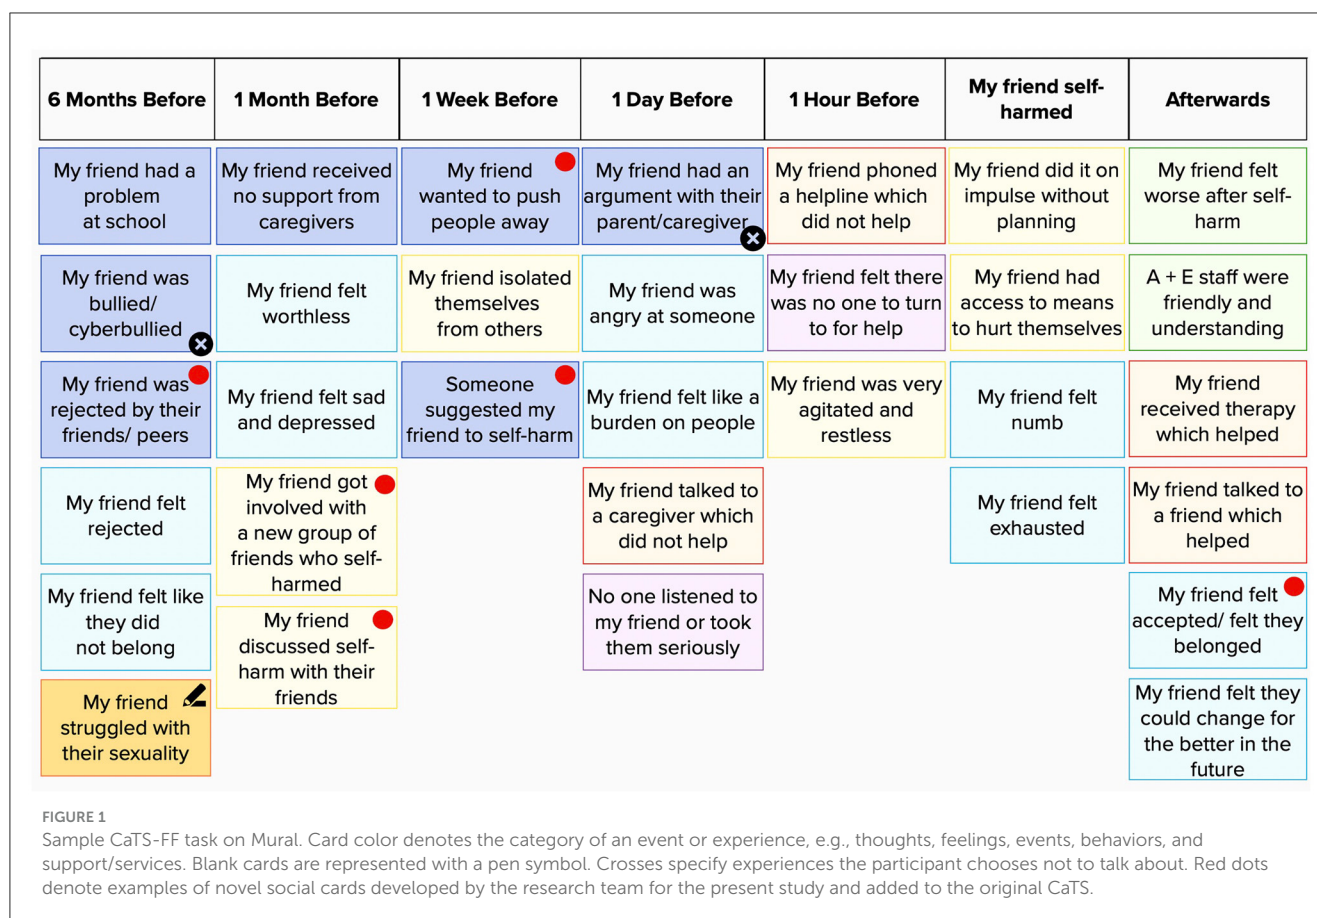 6 Months Before
1 Month Before
1 Week Before
1 Day Before
1 Hour Before
My friend self-
harmed
Afterwards
My friend had a
problem
at school
My friend received
no support from
caregivers
My friend
wanted to push
people away
My friend had an
argument with their
parent/caregiver
My friend phoned
a helpline which
did not help
My friend did it on
impulse without
planning
My friend felt
worse after self-
harm
My friend was
bullied/
cyberbullied
My friend felt
worthless
My friend isolated
themselves
from others
My friend was
angry at someone
My friend felt there
was no one to turn
to for help
My friend had
access to means
to hurt themselves
A + E staff were
friendly and
understanding
My friend was
rejected by their
friends/ peers
My friend felt sad
and depressed
Someone
suggested my
friend to self-harm
My friend felt like a
burden on people
My friend was very
agitated and
restless
My friend felt
numb
My friend
received therapy
which helped
My friend felt
rejected
My friend got
involved with
a new group of
friends who self-
harmed
My friend talked to
a caregiver which
did not help
My friend felt
exhausted
My friend talked to
a friend which
helped
My friend felt like
they did
not belong
My friend
discussed self-
harm with their
friends
No one listened to
my friend or took
them seriously
My friend felt
accepted/ felt they
belonged
My friend
struggled with
their sexuality
My friend felt they
could change for
the better in the
future
FIGURE 1
Sample CaTS-FF task on Mural. Card color denotes the category of an event or experience, e.g., thoughts, feelings, events, behaviors, and
support/services. Blank cards are represented with a pen symbol. Crosses specify experiences the participant chooses not to talk about. Red dots
denote examples of novel social cards developed by the research team for the present study and added to the original CaTS.